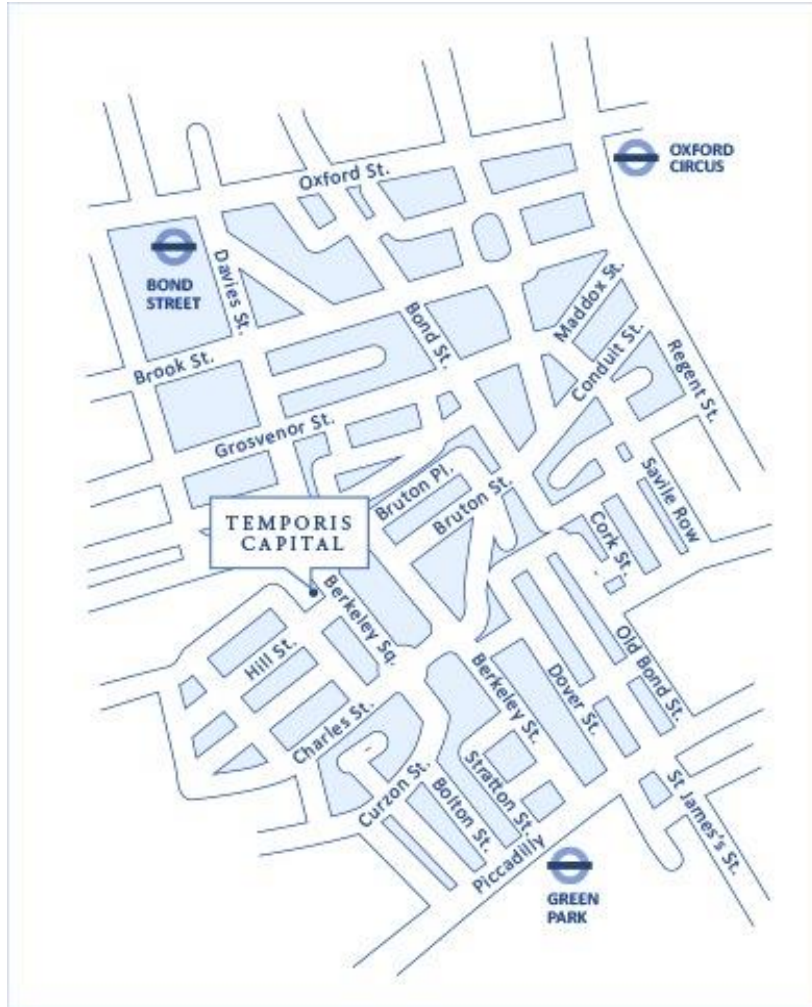 Oxford St.
OXFORD
CIRCUS
BOND
STREET
Davies St.
Maddox St.
Bond St.
Brook St.
Conduit St.
Regent St.
Grosvenor St.
Bruton Pl.
Bruton St.
Savile Row
TEMPORIS
CAPITAL
Cork St.
Berkeley Sq.
Hill St.
Old Bond St.
Berkeley St.
Dover St.
Charles St.
Curzon St.
Stratton St.
Bolton St.
St James's St.
Piccadilly
GREEN
PARK